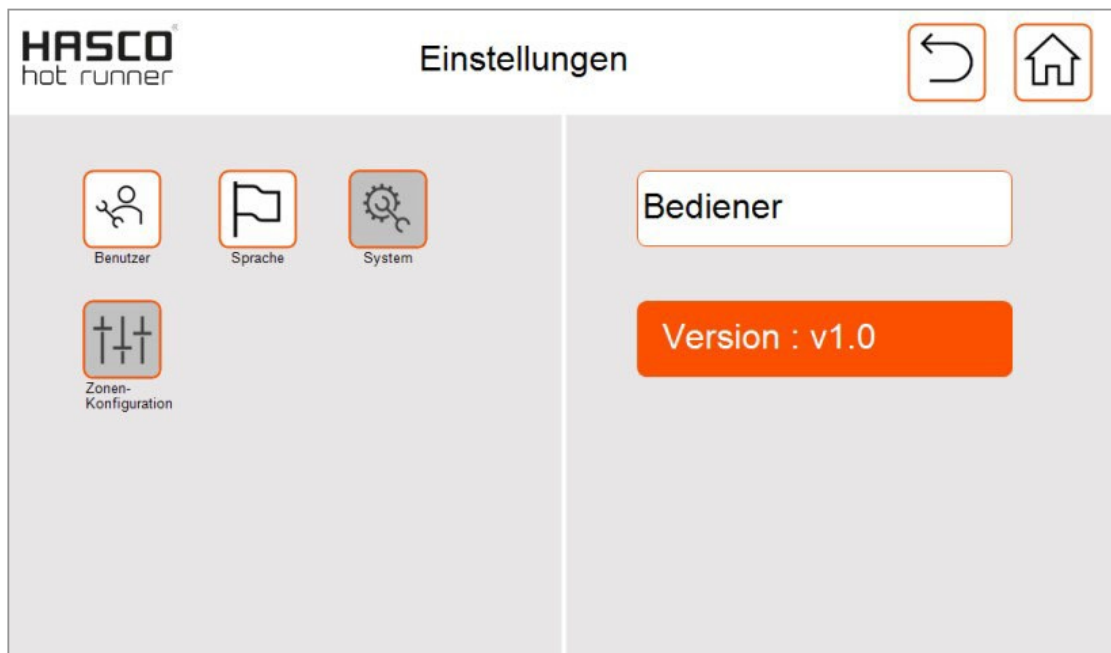 HASCO®
hot runner
Einstellungen
Benutzer
Sprache
System
Zonen-
Konfiguration
Bediener
Version : v1.0